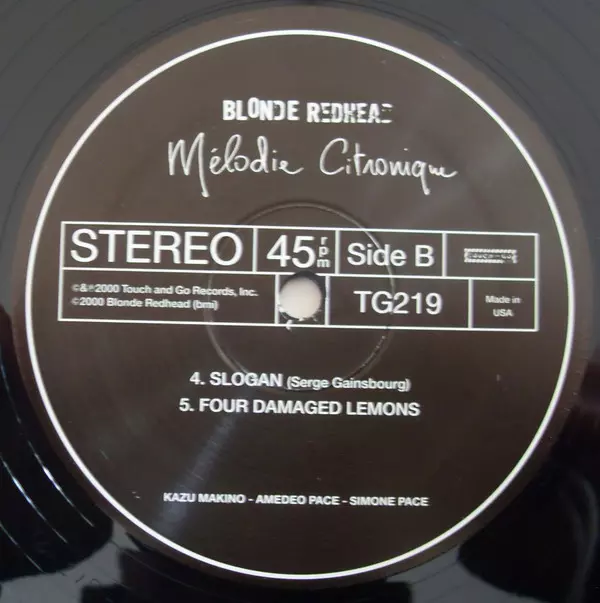 BLONDE REDHEAD
Mélodie Citronique
STEREO
45 rpm
Side B
©&℗2000 Touch and Go Records, Inc.
©2000 Blonde Redhead (bmi)
TG219
Made in
USA
4. SLOGAN (Serge Gainsbourg)
5. FOUR DAMAGED LEMONS
KAZU MAKINO - AMEDEO PACE - SIMONE PACE